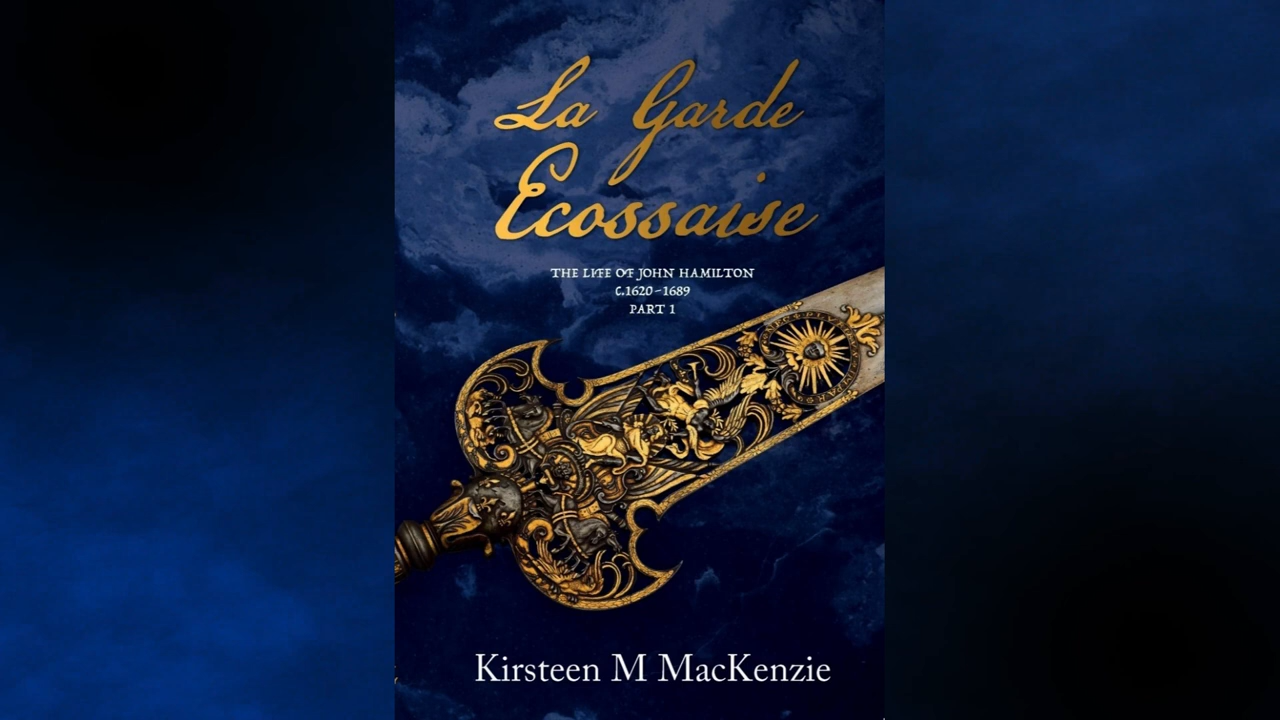 La Garde
Ecossaise
THE LIFE OF JOHN HAMILTON
C.1620-1689
PART 1
Kirsteen M MacKenzie